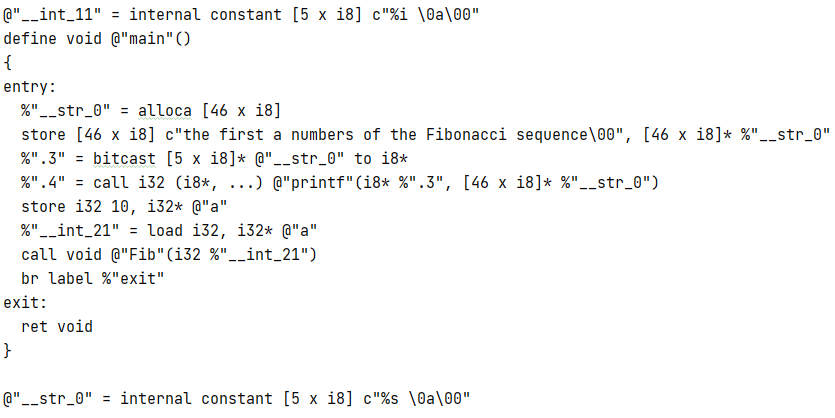 @"__int_11" = internal constant [5 x i8] c"%i \0a\00"
define void @"main"()
{
entry:
  %"__str_0" = alloca [46 x i8]
  store [46 x i8] c"the first a numbers of the Fibonacci sequence\00", [46 x i8]* %"__str_0"
  %".3" = bitcast [5 x i8]* @"__str_0" to i8*
  %".4" = call i32 (i8*, ...) @"printf"(i8* %".3", [46 x i8]* %"__str_0")
  store i32 10, i32* @"a"
  %"__int_21" = load i32, i32* @"a"
  call void @"Fib"(i32 %"__int_21")
  br label %"exit"
exit:
  ret void
}

@"__str_0" = internal constant [5 x i8] c"%s \0a\00"